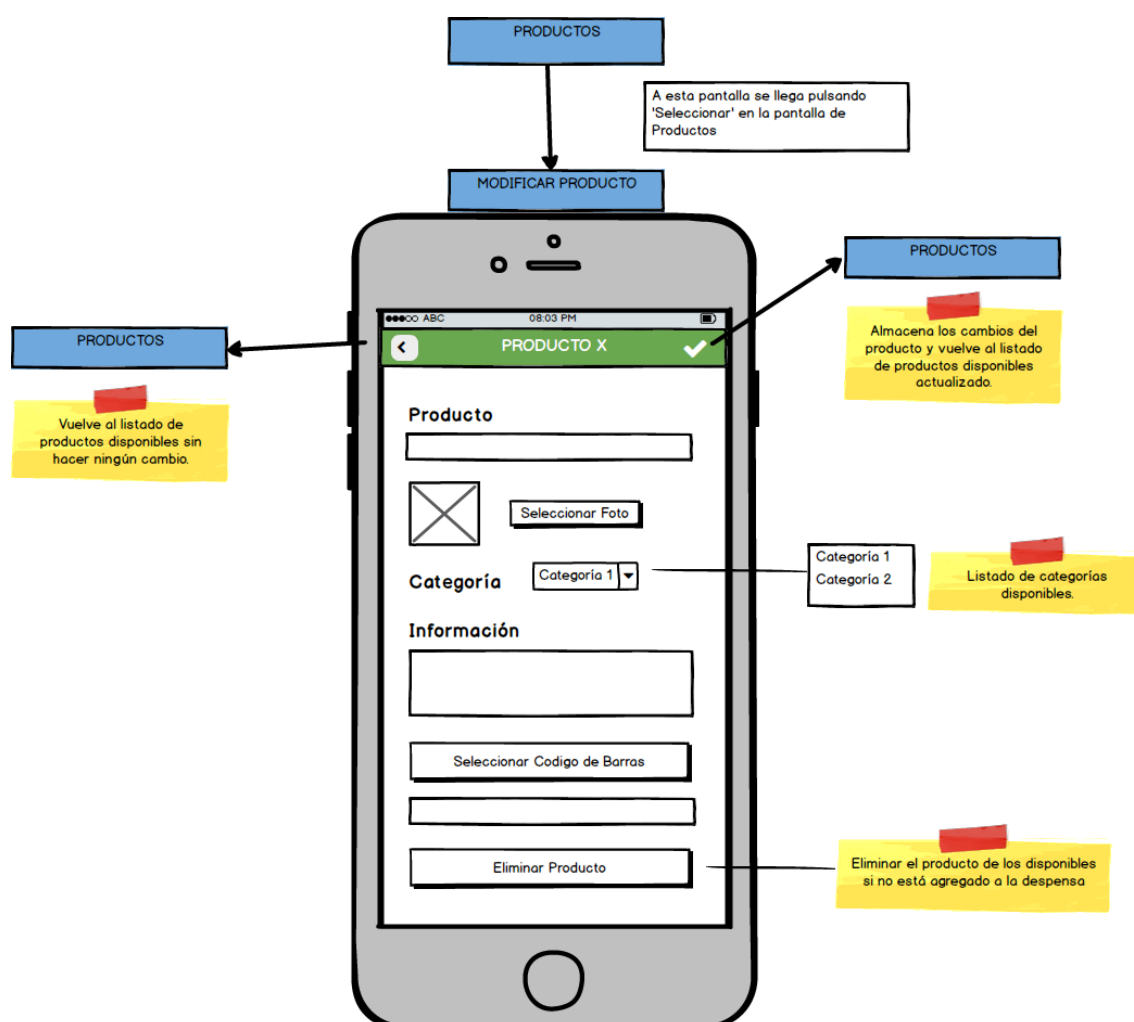 PRODUCTOS
A esta pantalla se llega pulsando
'Seleccionar' en la pantalla de
Productos
MODIFICAR PRODUCTO
PRODUCTOS
Almacena los cambios del
producto y vuelve al listado
de productos disponibles
actualizado.
PRODUCTOS
Vuelve al listado de
productos disponibles sin
hacer ningún cambio.
ABC
08:03 PM
PRODUCTO X
Producto
Seleccionar Foto
Categoría
Categoría 1
Categoría 1
Categoría 2
Listado de categorías
disponibles.
Información
Seleccionar Codigo de Barras
Eliminar Producto
Eliminar el producto de los disponibles
si no está agregado a la despensa